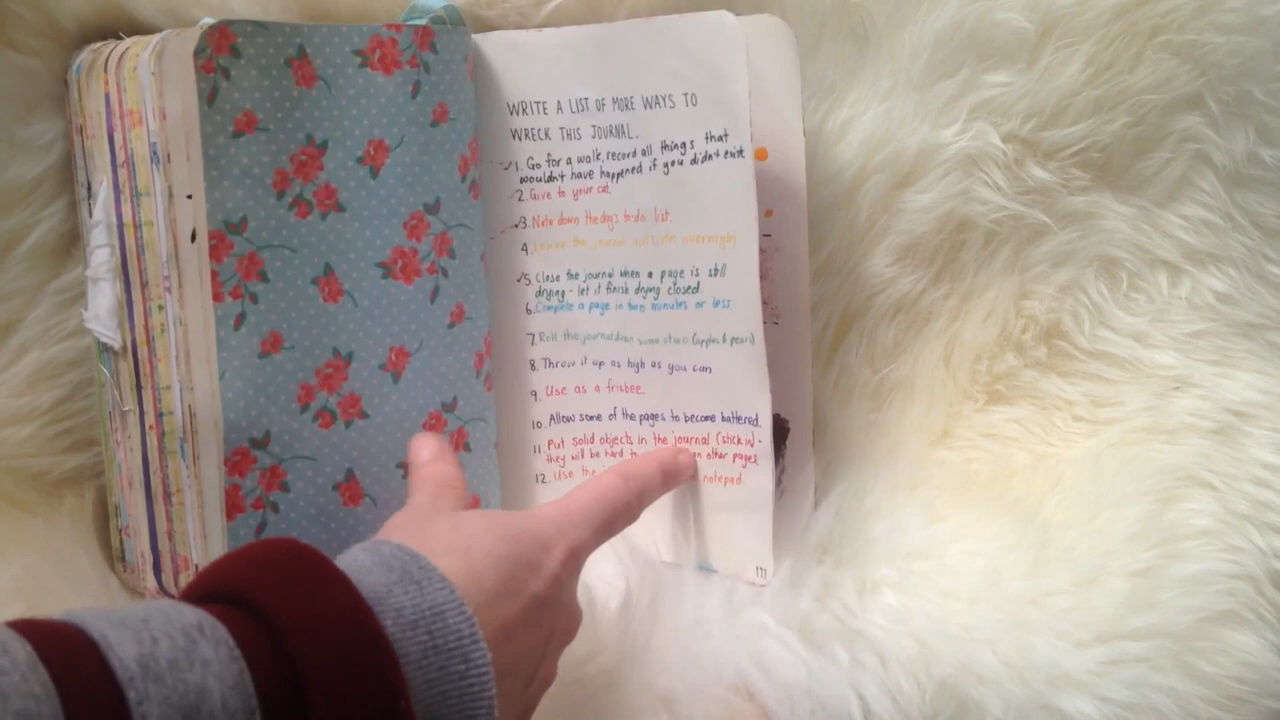 WRITE A LIST OF MORE WAYS TO
WRECK THIS JOURNAL.
✓1. Go for a walk, record all things that
wouldn't have happened if you didn't exist
2. Give to your cat.
✓3. Note down the day's to-do list.
4. Leave the journal outside overnight
✓5. Close the journal when a page is still
drying - let it finish drying closed.
6. Complete a page in two minutes or less.
7. Roll the journal down some stairs (apples & pears)
8. Throw it up as high as you can.
9. Use as a frisbee.
10. Allow some of the pages to become battered.
11. Put solid objects in the journal (stick in) -
they will be hard to on other pages
12. Use the notepad.